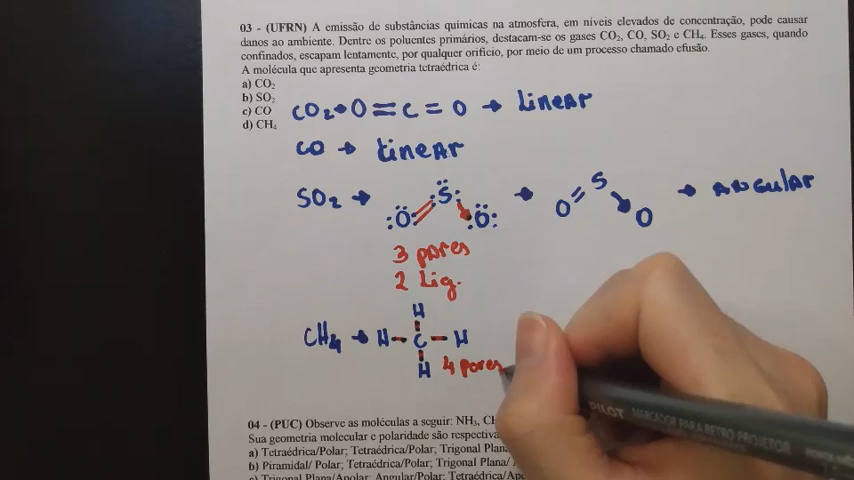 03 - (UFRN) A emissão de substâncias químicas na atmosfera, em níveis elevados de concentração, pode causar
danos ao ambiente. Dentre os poluentes primários, destacam-se os gases CO₂, CO, SO₂ e CH₄. Esses gases, quando
confinados, escapam lentamente, por qualquer orifício, por meio de um processo chamado efusão.
A molécula que apresenta geometria tetraédrica é:
a) CO₂
b) SO₂
c) CO
d) CH₄
CO₂ → O = C = O → Linear
CO → Linear
SO₂ → :Ö S̈: Ö: → O = S → O → Angular
3 pares
2 Lig.
H
CH₄ → H - C - H
H 4 pares
04 - (PUC) Observe as moléculas a seguir: NH₃,
Sua geometria molecular e polaridade são
a) Tetraédrica/Polar; Tetraédrica/Polar; Trigonal
b) Piramidal/ Polar; Tetraédrica/Polar; Trigonal Plana/
c) Trigonal Plana/Apolar; Angular/Polar;
PILOT MARCADOR PARA RETRO PROJETOR